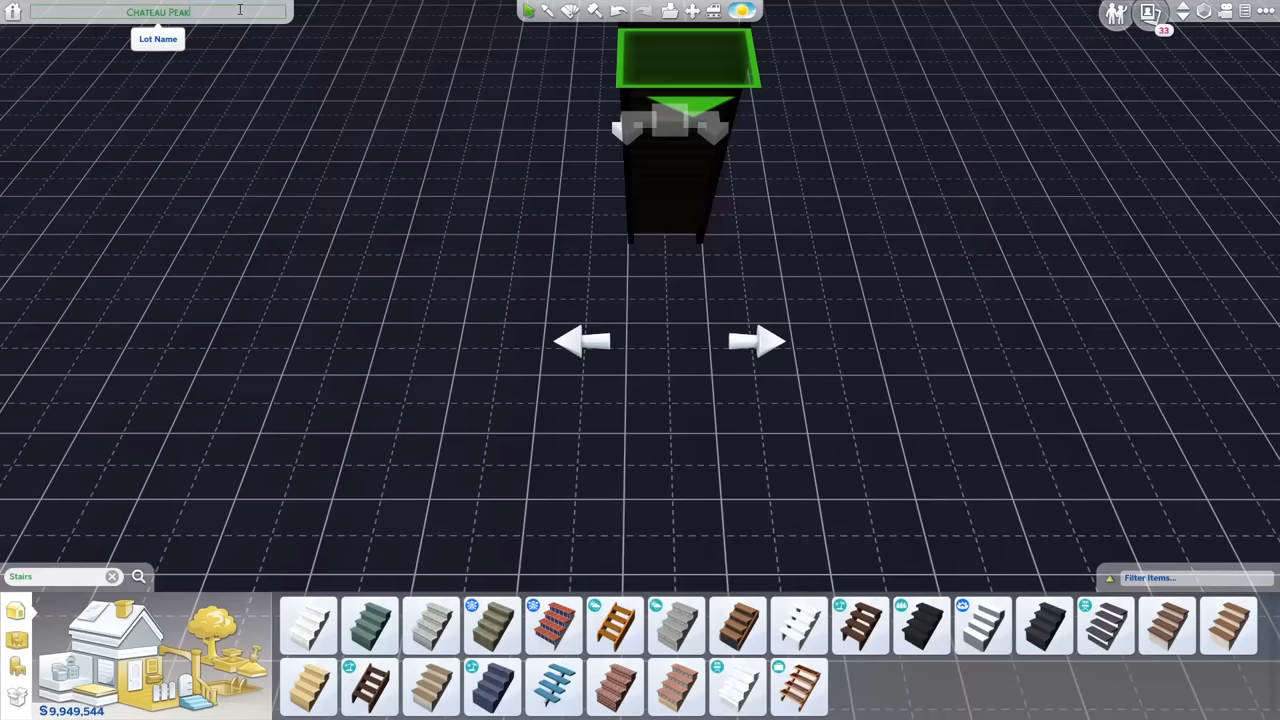 CHATEAU PEAK
Lot Name
33
Stairs
Filter Items...
$9,949,544